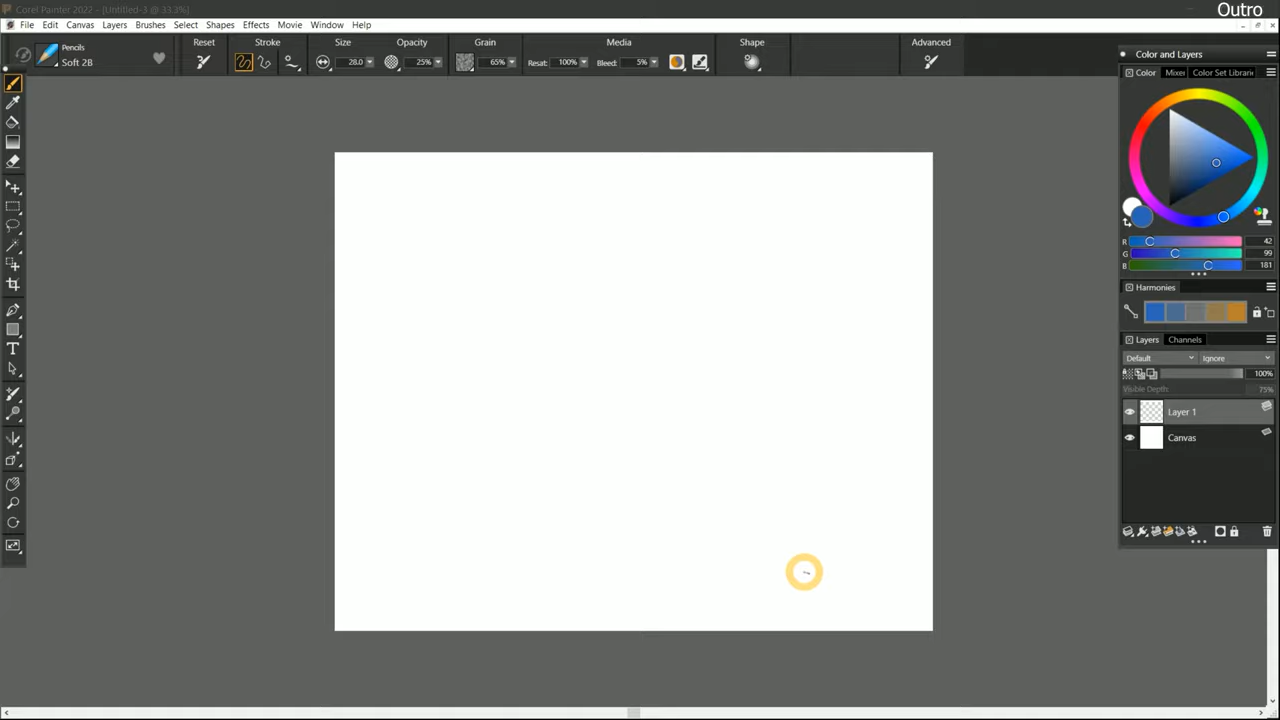 Corel Painter 2022 - [Untitled-3 @ 33.3%]
Outro
File Edit Canvas Layers Brushes Select Shapes Effects Movie Window Help
Pencils
Soft 2B
Reset Stroke Size Opacity Grain Media Shape Advanced
28.0 25% 65% Resat: 100% Bleed: 5%
Color and Layers
Color Mixer Color Set Librari
R 42
G 99
B 181
Harmonies
Layers Channels
Default Ignore
100%
Visible Depth: 75%
Layer 1
Canvas
T